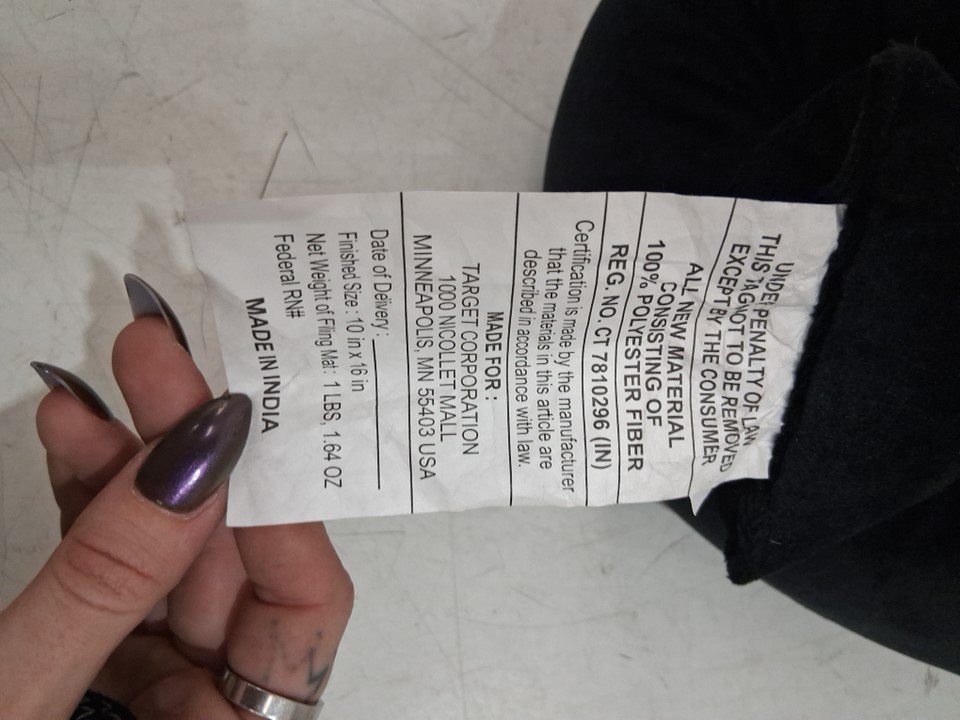 UNDER PENALTY OF LAW
THIS TAG NOT TO BE REMOVED
EXCEPT BY THE CONSUMER
ALL NEW MATERIAL
CONSISTING OF
100% POLYESTER FIBER
REG. NO. CT 7810296 (IN)
Certification is made by the manufacturer
that the materials in this article are
described in accordance with law.
MADE FOR :
TARGET CORPORATION
1000 NICOLLET MALL
MINNEAPOLIS, MN 55403 USA
Date of Delivery :
Finished Size : 10 in x 16 in
Net Weight of Filing Mat: 1 LBS, 1.64 OZ
Federal RN#
MADE IN INDIA